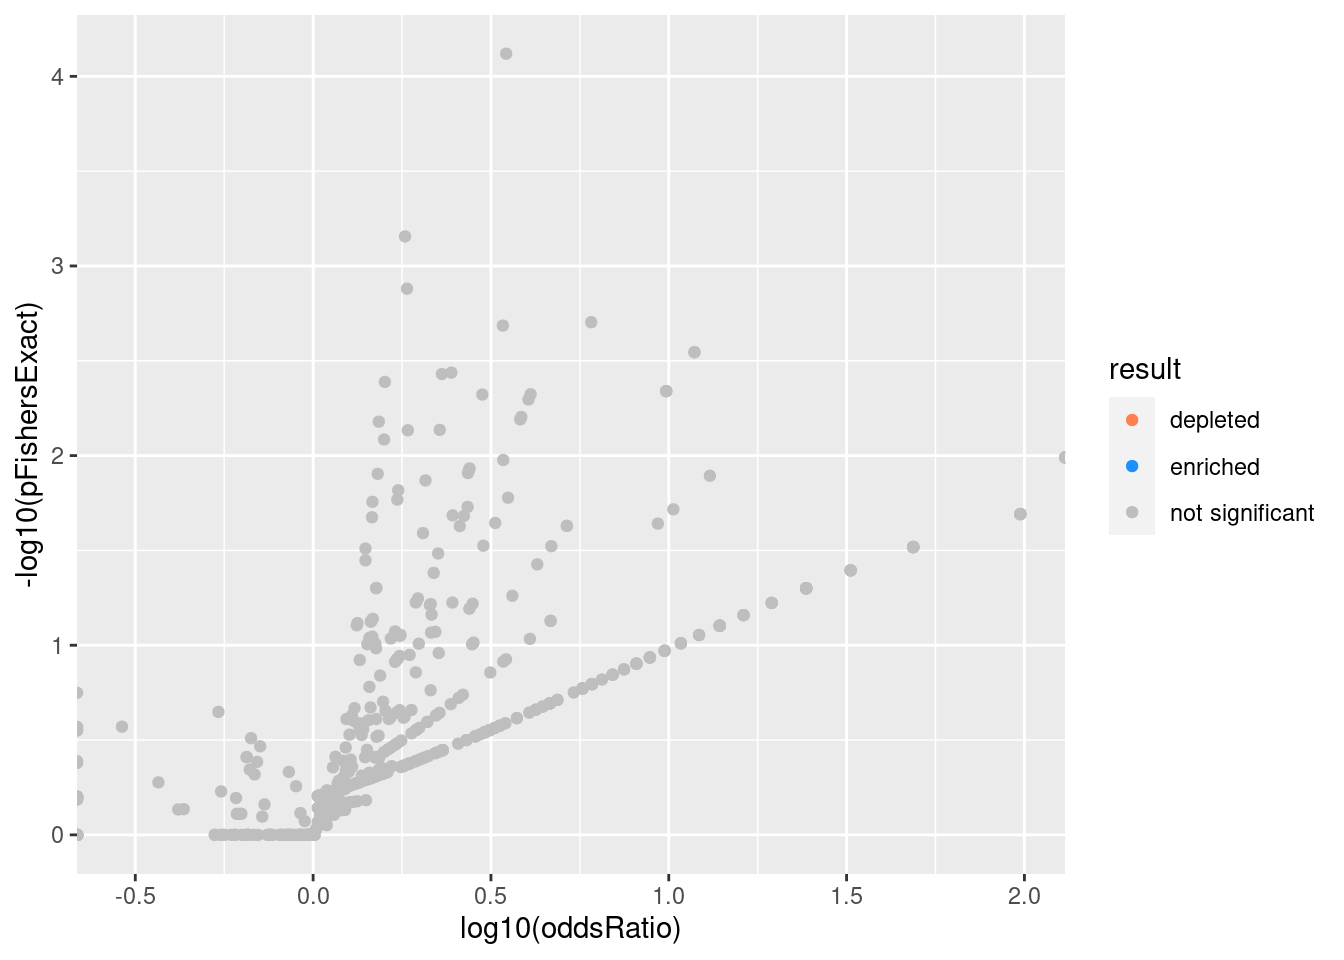 4
3
2
1
0
-log10(pFishersExact)
-0.5
0.0
0.5
1.0
1.5
2.0
log10(oddsRatio)
result
depleted
enriched
not significant